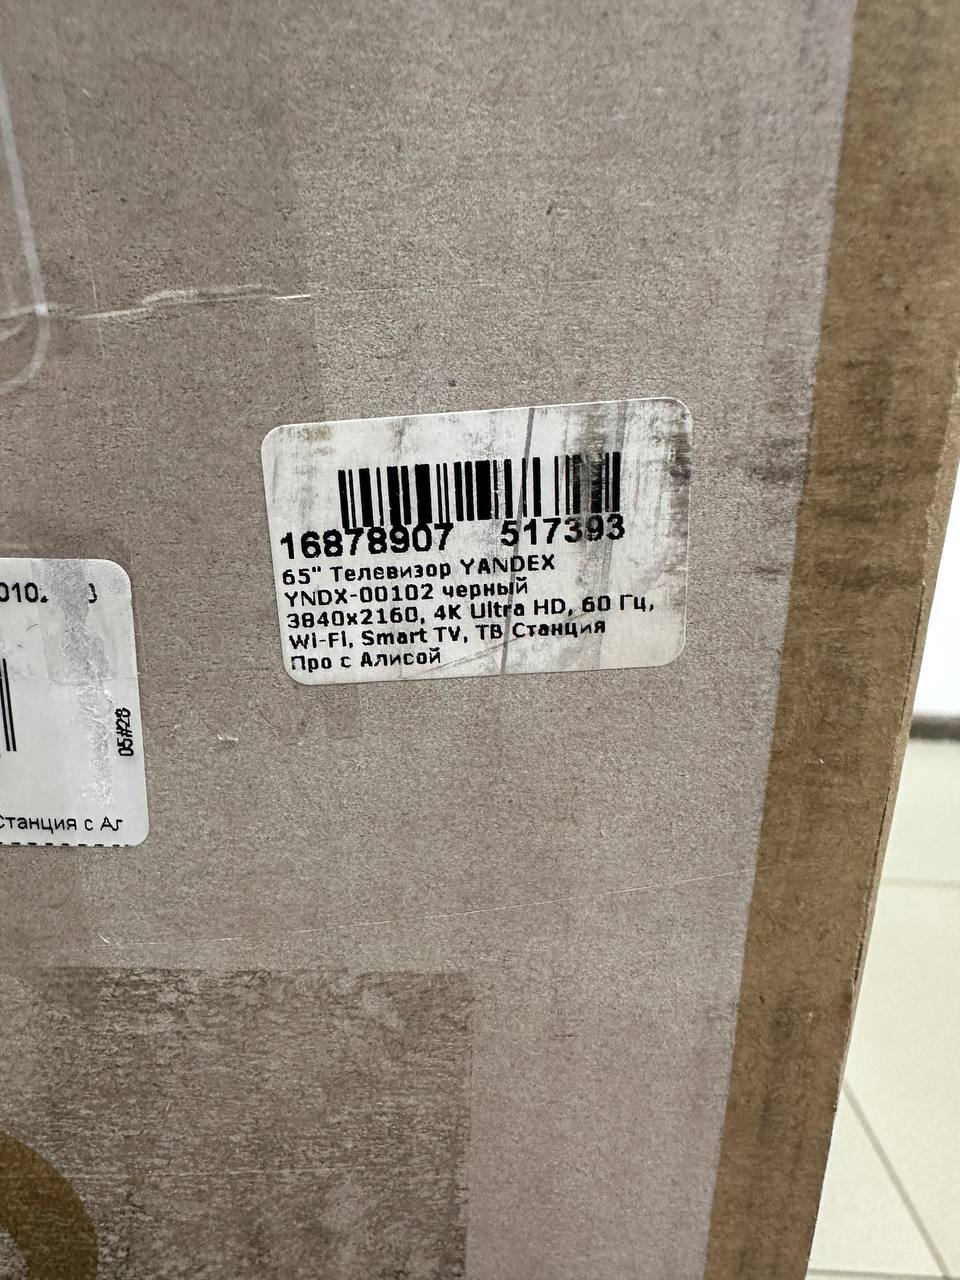 16878907 517393
65" Телевизор YANDEX
YNDX-00102 черный
3840x2160, 4K Ultra HD, 60 Гц,
Wi-Fi, Smart TV, ТВ Станция
Про с Алисой
05#28
Станция с Ал